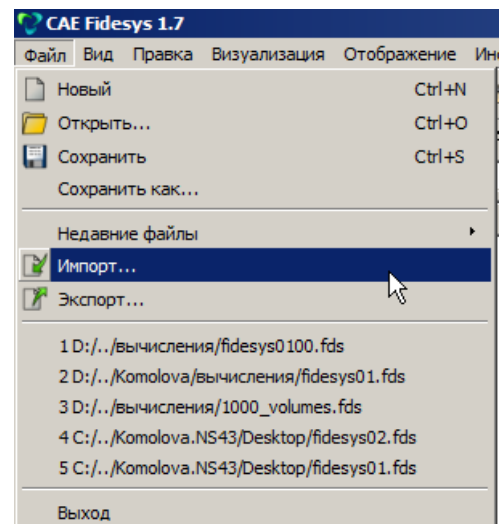 CAE Fidesys 1.7
Файл Вид Правка Визуализация Отображение
Новый Ctrl+N
Открыть... Ctrl+O
Сохранить Ctrl+S
Сохранить как...
Недавние файлы
Импорт...
Экспорт...
1 D:/../вычисления/fidesys0100.fds
2 D:/../Komolova/вычисления/fidesys01.fds
3 D:/../вычисления/1000_volumes.fds
4 C:/../Komolova.NS43/Desktop/fidesys02.fds
5 C:/../Komolova.NS43/Desktop/fidesys01.fds
Выход